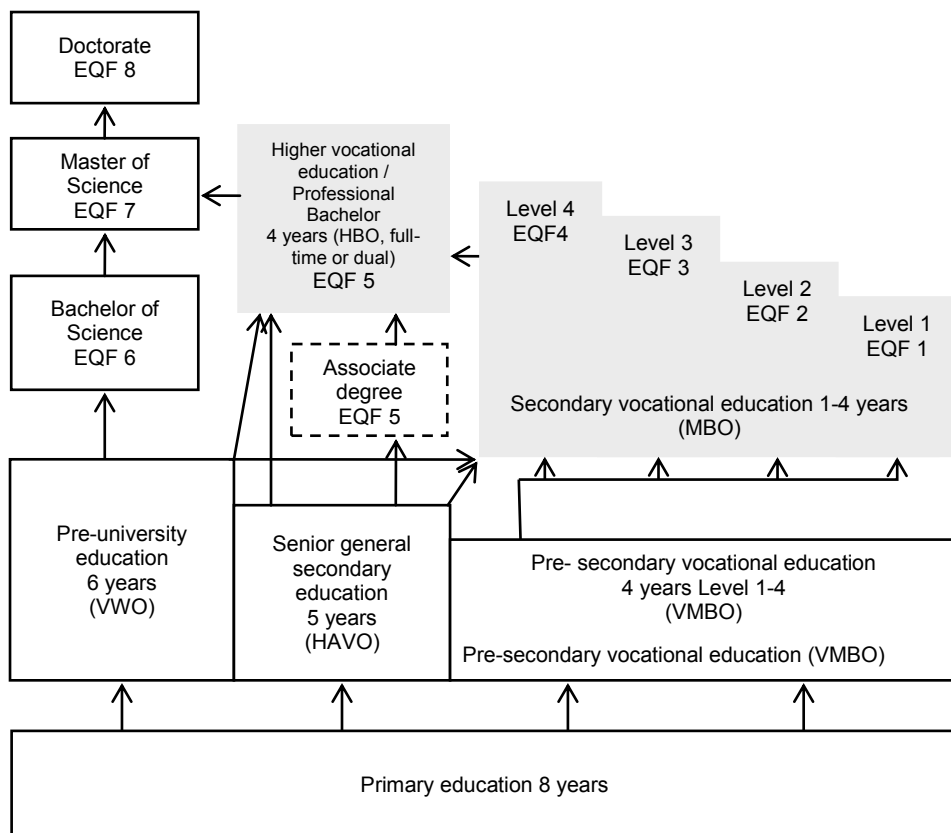 Doctorate
EQF 8
Master of
Science
EQF 7
Bachelor of
Science
EQF 6
Higher vocational
education /
Professional
Bachelor
4 years (HBO, full-
time or dual)
EQF 5
Associate
degree
EQF 5
Level 4
EQF4
Level 3
EQF 3
Level 2
EQF 2
Level 1
EQF 1
Secondary vocational education 1-4 years
(MBO)
Pre-university
education
6 years
(VWO)
Senior general
secondary
education
5 years
(HAVO)
Pre- secondary vocational education
4 years Level 1-4
(VMBO)
Pre-secondary vocational education (VMBO)
Primary education 8 years